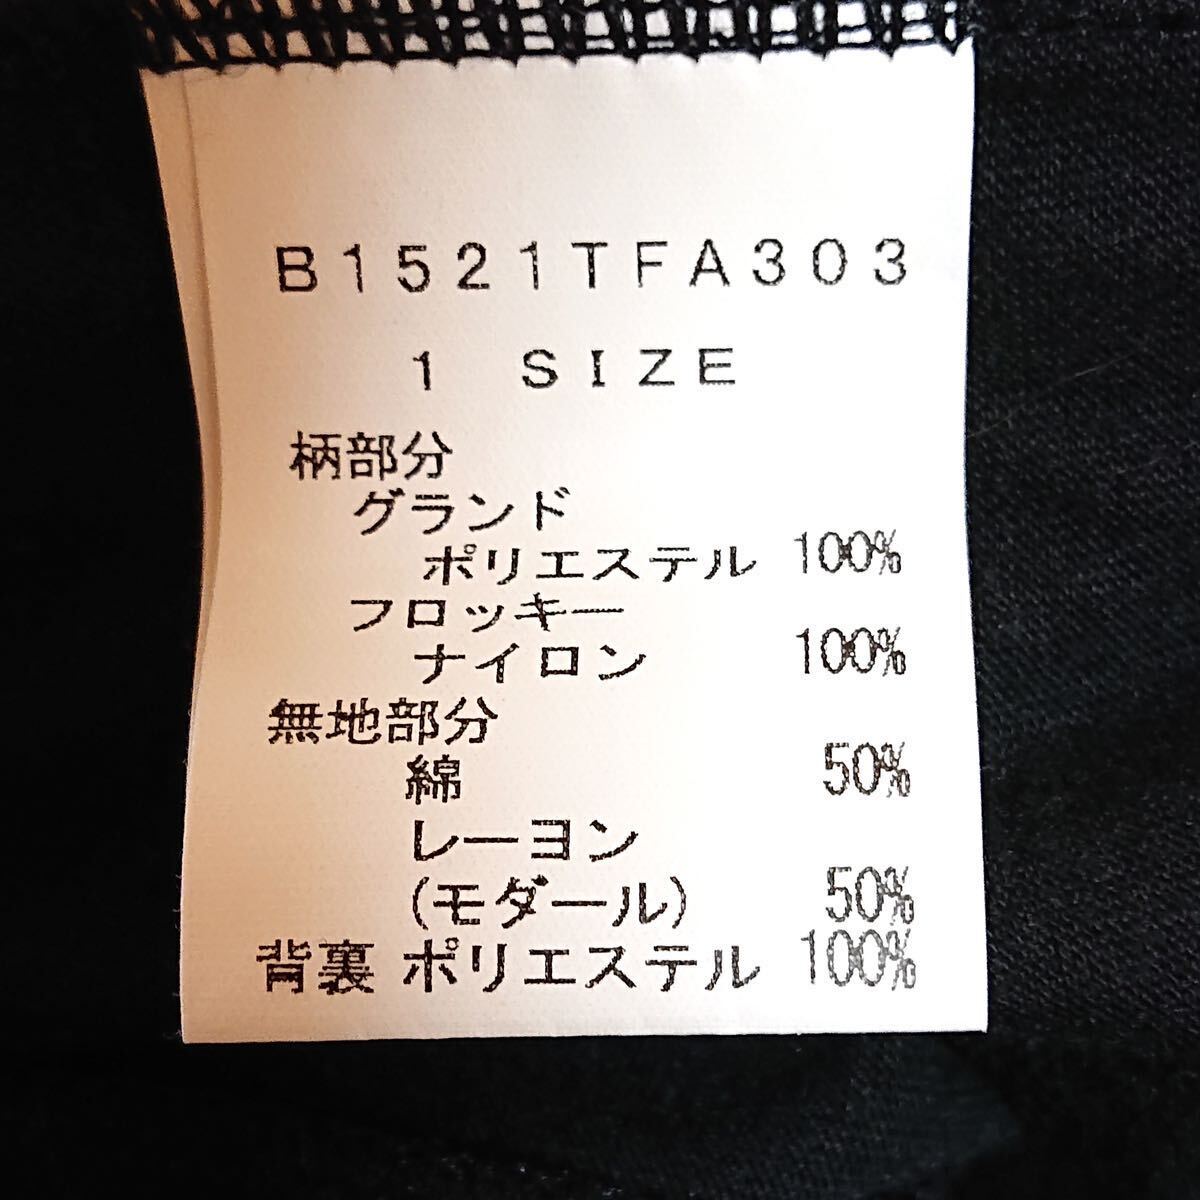 B1521TFA303
1 SIZE
柄部分
グランド
ポリエステル 100%
フロッキー
ナイロン 100%
無地部分
綿 50%
レーヨン
(モダール) 50%
背裏 ポリエステル 100%